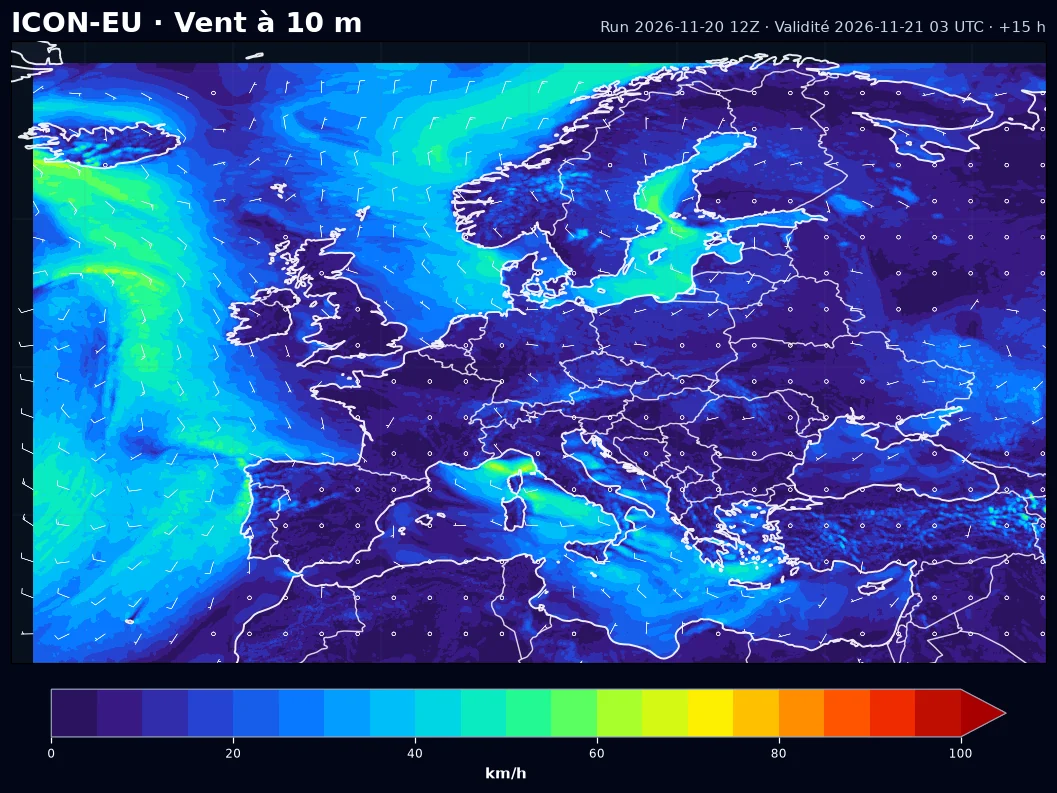 ICON-EU · Vent à 10 m
Run 2026-11-20 12Z · Validité 2026-11-21 03 UTC · +15 h
0 20 40 60 80 100
km/h